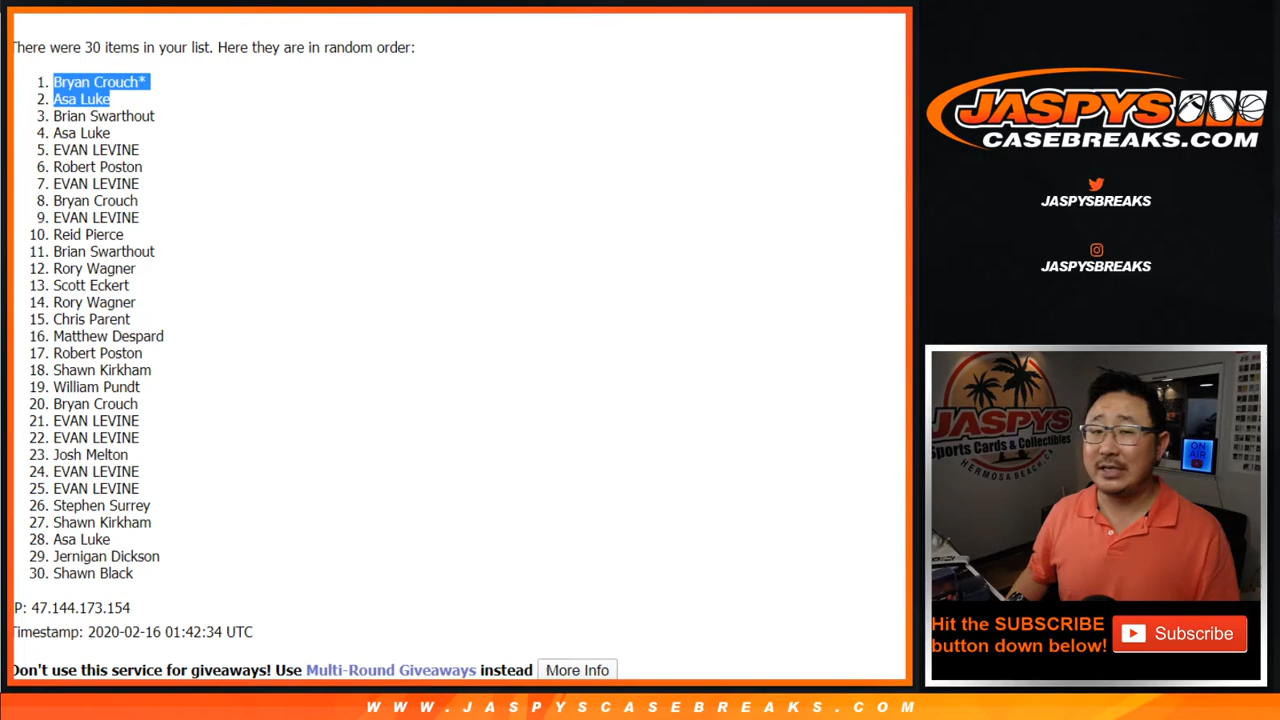 There were 30 items in your list. Here they are in random order:
1. Bryan Crouch*
2. Asa Luke
3. Brian Swarthout
4. Asa Luke
5. EVAN LEVINE
6. Robert Poston
7. EVAN LEVINE
8. Bryan Crouch
9. EVAN LEVINE
10. Reid Pierce
11. Brian Swarthout
12. Rory Wagner
13. Scott Eckert
14. Rory Wagner
15. Chris Parent
16. Matthew Despard
17. Robert Poston
18. Shawn Kirkham
19. William Pundt
20. Bryan Crouch
21. EVAN LEVINE
22. EVAN LEVINE
23. Josh Melton
24. EVAN LEVINE
25. EVAN LEVINE
26. Stephen Surrey
27. Shawn Kirkham
28. Asa Luke
29. Jernigan Dickson
30. Shawn Black
P: 47.144.173.154
Timestamp: 2020-02-16 01:42:34 UTC
Don't use this service for giveaways! Use Multi-Round Giveaways instead More Info
JASPYS
CASEBREAKS.COM
JASPYSBREAKS
JASPYSBREAKS
JASPYS
Sports Cards & Collectibles
HERMOSA BEACH, CA
ON
AIR
Hit the SUBSCRIBE
button down below!
Subscribe
WWW.JASPYSCASEBREAKS.COM